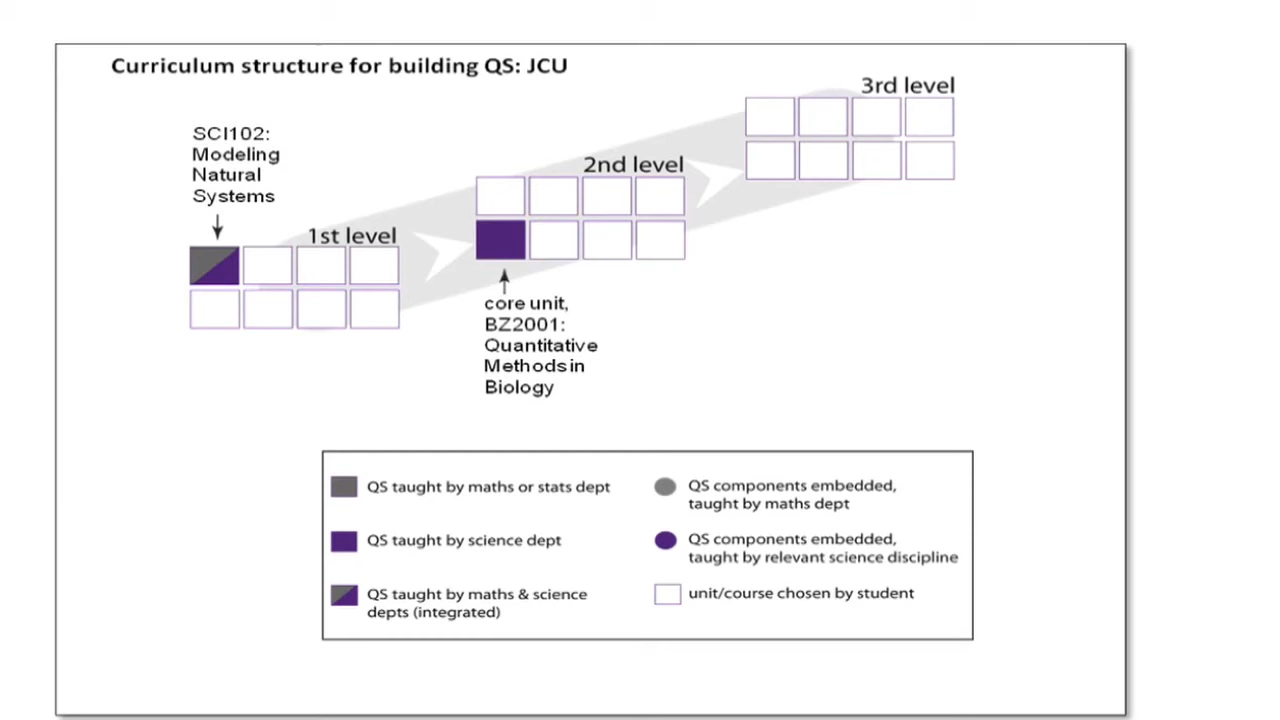 Curriculum structure for building QS: JCU
3rd level
SCI102:
Modeling
Natural
Systems
2nd level
1st level
core unit,
BZ2001:
Quantitative
Methods in
Biology
QS taught by maths or stats dept
QS components embedded,
taught by maths dept
QS taught by science dept
QS components embedded,
taught by relevant science discipline
QS taught by maths & science
depts (integrated)
unit/course chosen by student